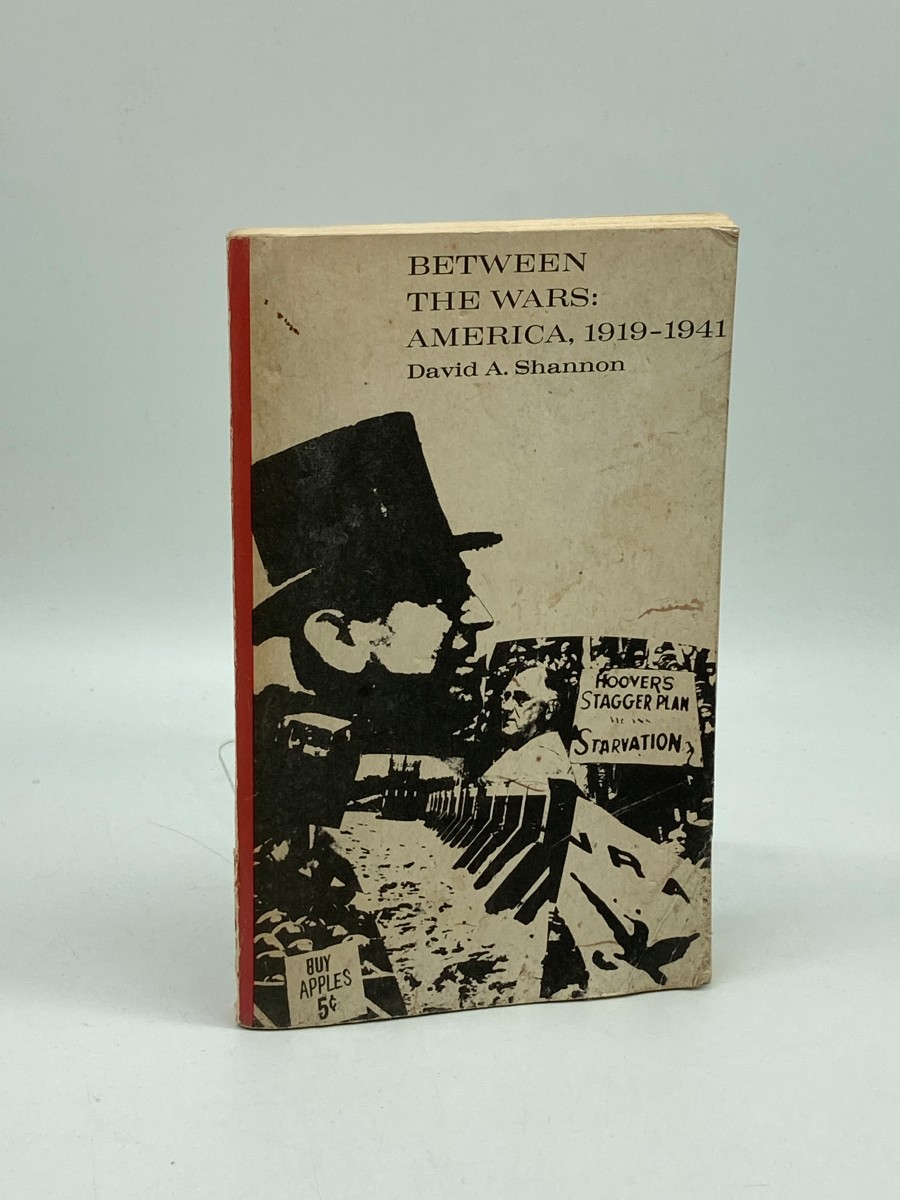 BETWEEN
THE WARS:
AMERICA, 1919–1941
David A. Shannon
HOOVERS
STAGGER PLAN
STARVATION
NRA
BUY
APPLES
5¢